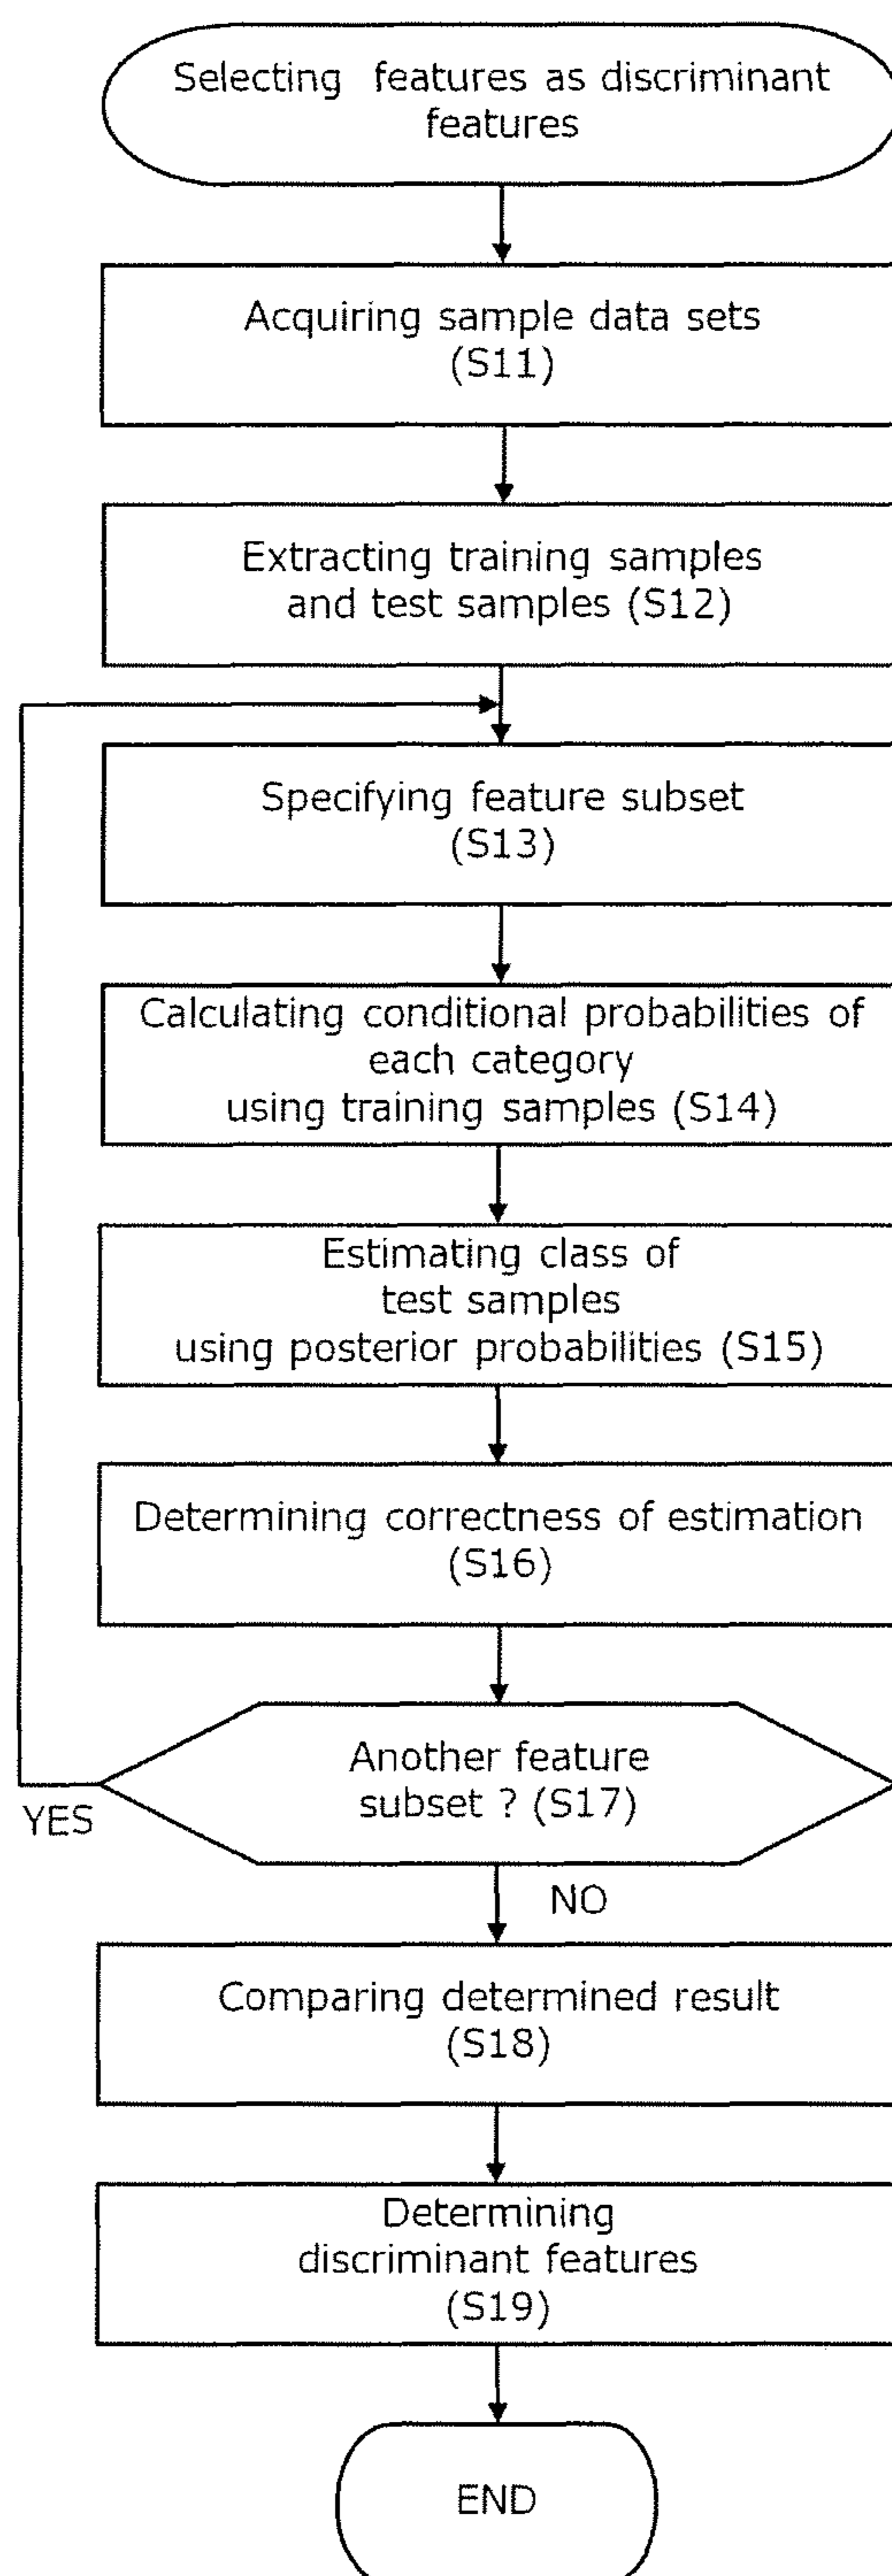 Selecting features as discriminant
features
Acquiring sample data sets
(S11)
Extracting training samples
and test samples (S12)
Specifying feature subset
(S13)
Calculating conditional probabilities of
each category
using training samples (S14)
Estimating class of
test samples
using posterior probabilities (S15)
Determining correctness of estimation
(S16)
Another feature
subset ? (S17)
YES
NO
Comparing determined result
(S18)
Determining
discriminant features
(S19)
END